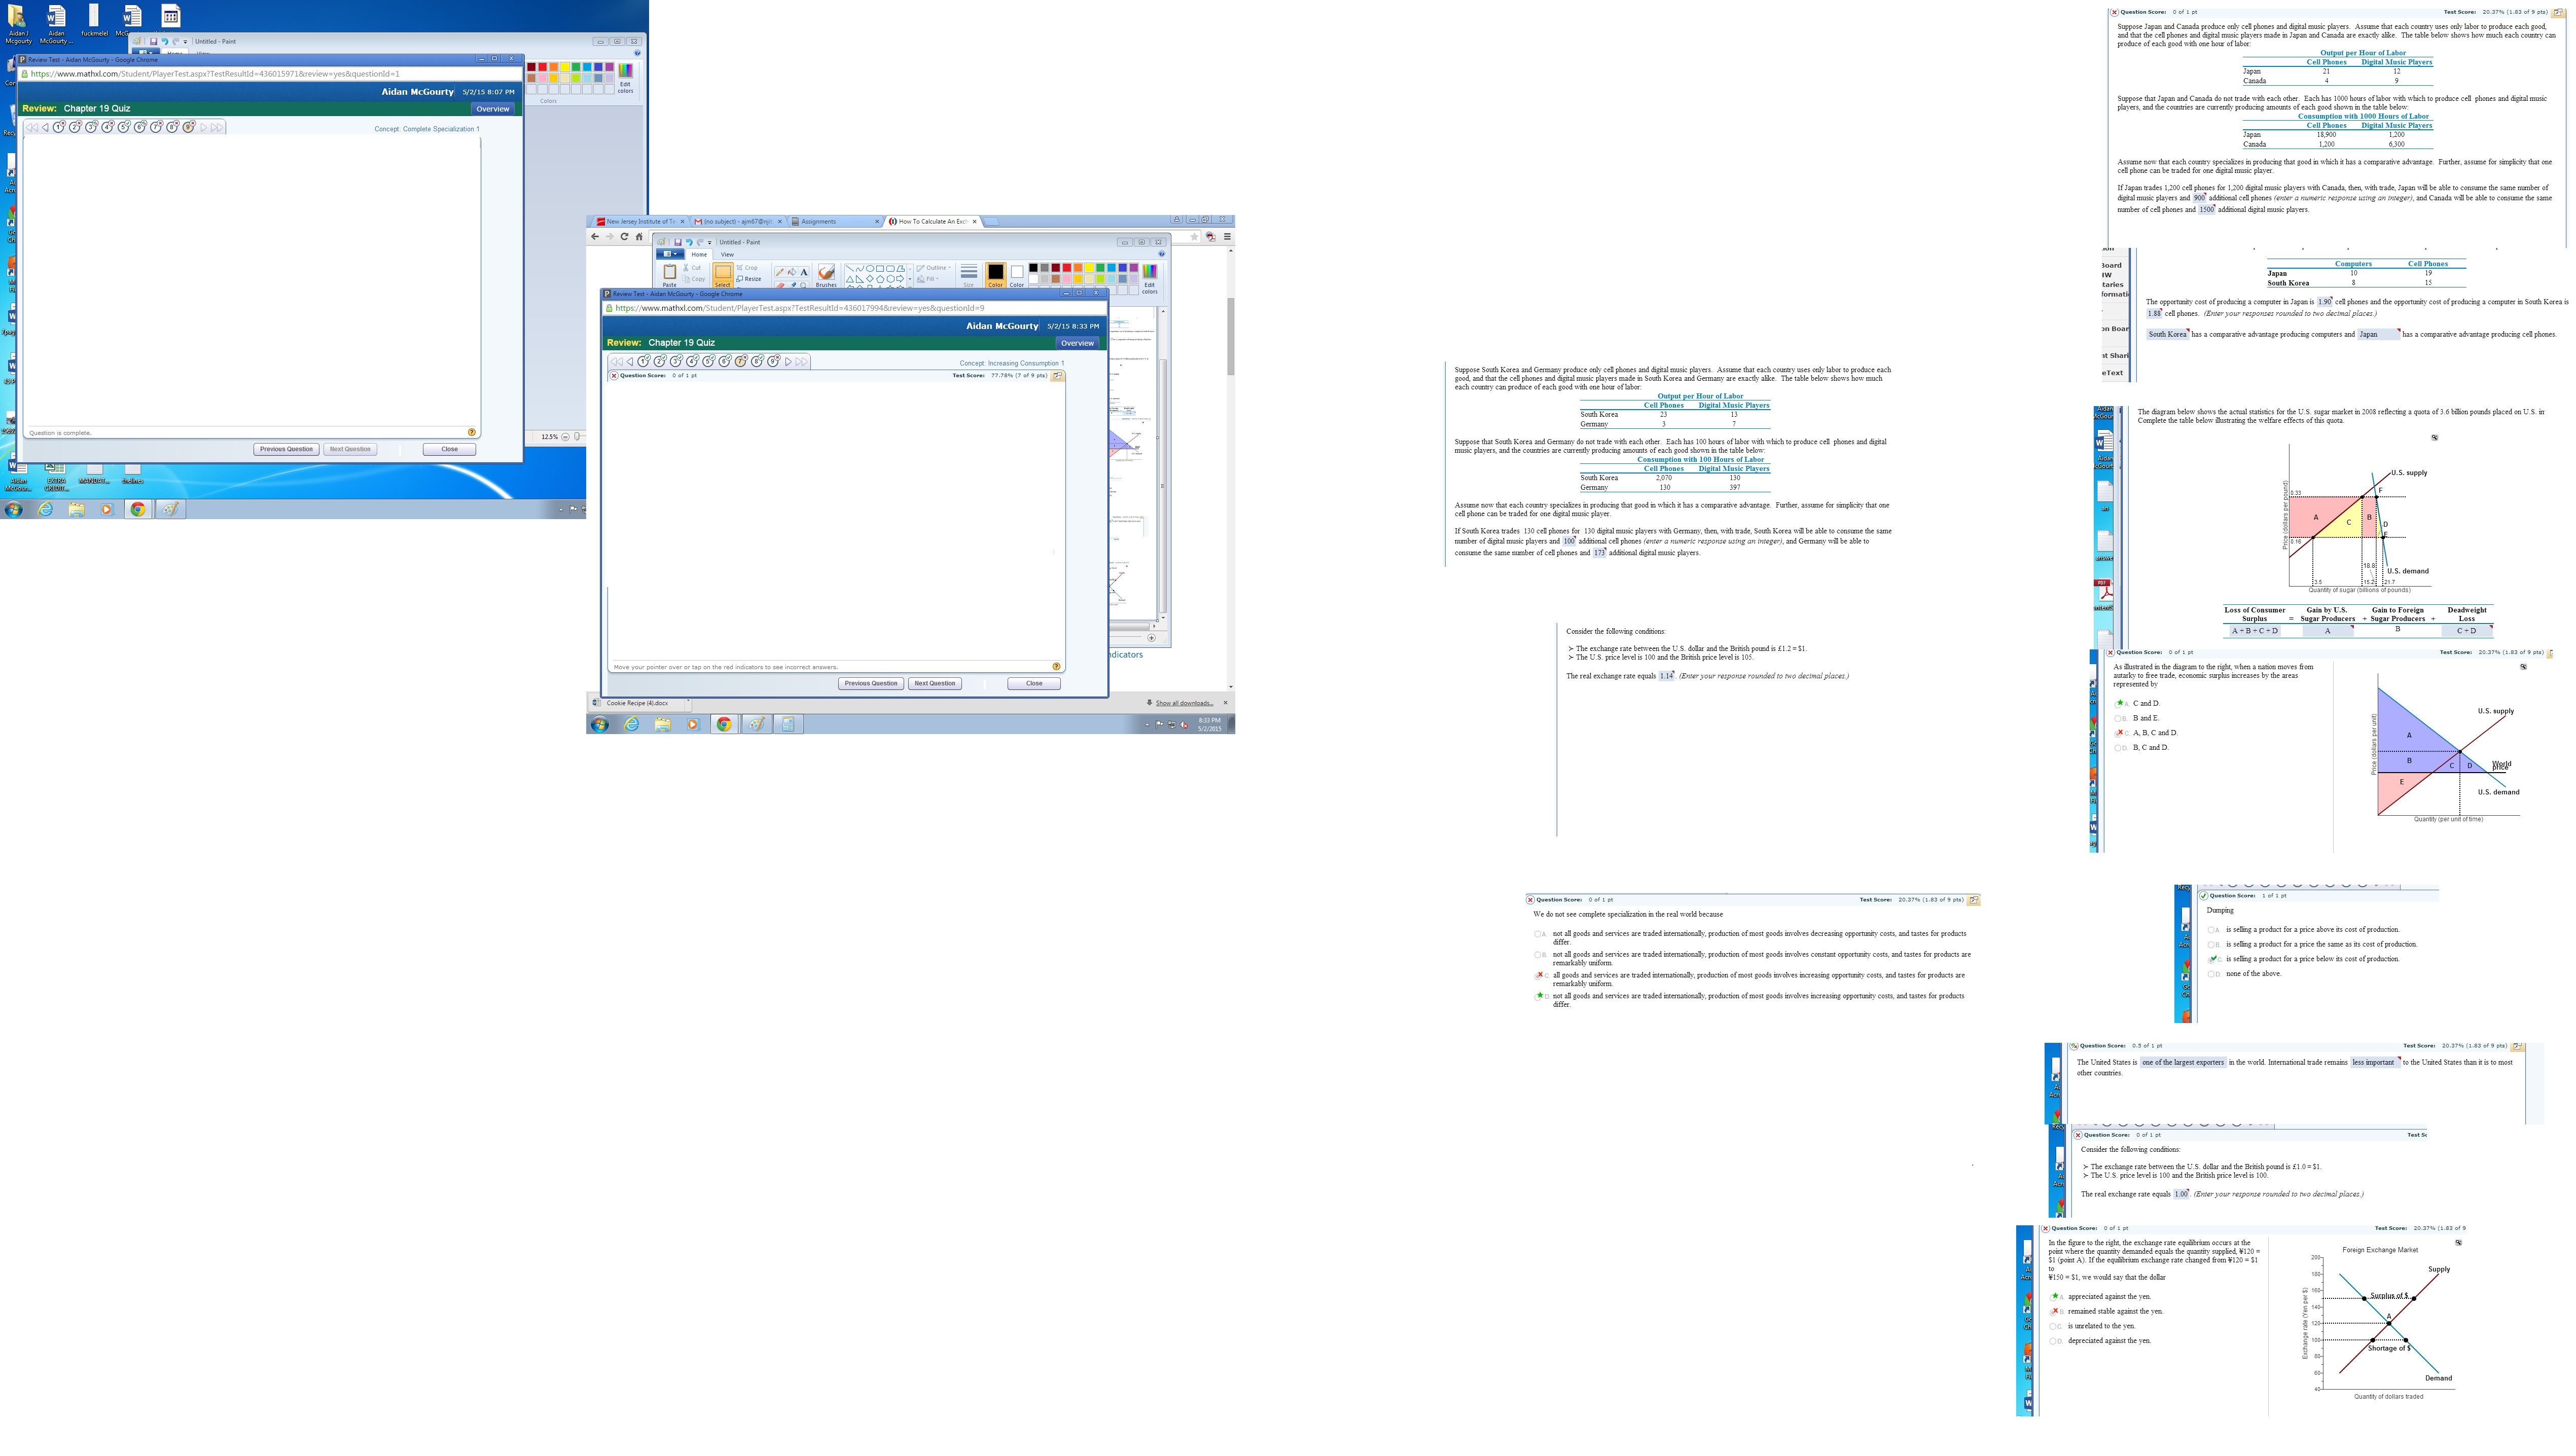 Aidan J
Mcgourty
Aidan
McGourty ...
fuckmelel
Untitled - Paint
Review Test - Aidan McGourty - Google Chrome
https://www.mathxl.com/Student/PlayerTest.aspx?TestResultId=436015971&review=yes&questionId=1
Aidan McGourty 5/2/15 8:07 PM
Review: Chapter 19 Quiz
Overview
1 2 3 4 5 6 7 8 9
Concept: Complete Specialization 1
Edit
colors
Colors
Question is complete.
Previous Question Next Question Close
125%
Aidan
McGou...
EXTRA
CREDIT...
MANDAT...
New Jersey Institute of Te
(no subject) - ajm67@njit
Assignments
How To Calculate An Exch
Untitled - Paint
Home View
Paste
Cut
Copy
Select
Crop
Resize
Brushes
Outline
Fill
Size
Color
Color
Edit
colors
Review Test - Aidan McGourty - Google Chrome
https://www.mathxl.com/Student/PlayerTest.aspx?TestResultId=436017994&review=yes&questionId=9
Aidan McGourty 5/2/15 8:33 PM
Review: Chapter 19 Quiz
Overview
1 2 3 4 5 6 7 8 9
Concept: Increasing Consumption 1
Question Score: 0 of 1 pt
Test Score: 77.78% (7 of 9 pts)
Move your pointer over or tap on the red indicators to see incorrect answers.
Previous Question Next Question Close
ndicators
Cookie Recipe (4).docx
Show all downloads...
8:33 PM
5/2/2015
Suppose South Korea and Germany produce only cell phones and digital music players. Assume that each country uses only labor to produce each
good, and that the cell phones and digital music players made in South Korea and Germany are exactly alike. The table below shows how much
each country can produce of each good with one hour of labor:
Output per Hour of Labor
Cell Phones Digital Music Players
South Korea 23 13
Germany 3 7
Suppose that South Korea and Germany do not trade with each other. Each has 100 hours of labor with which to produce cell phones and digital
music players, and the countries are currently producing amounts of each good shown in the table below:
Consumption with 100 Hours of Labor
Cell Phones Digital Music Players
South Korea 2,070 130
Germany 130 397
Assume now that each country specializes in producing that good in which it has a comparative advantage. Further, assume for simplicity that one
cell phone can be traded for one digital music player.
If South Korea trades 130 cell phones for 130 digital music players with Germany, then, with trade, South Korea will be able to consume the same
number of digital music players and 100 additional cell phones (enter a numeric response using an integer), and Germany will be able to
consume the same number of cell phones and 173 additional digital music players.
Consider the following conditions:
➢ The exchange rate between the U.S. dollar and the British pound is £1.2 = $1.
➢ The U.S. price level is 100 and the British price level is 105.
The real exchange rate equals 1.14. (Enter your response rounded to two decimal places.)
Question Score: 0 of 1 pt
Test Score: 20.37% (1.83 of 9 pts)
We do not see complete specialization in the real world because
A. not all goods and services are traded internationally, production of most goods involves decreasing opportunity costs, and tastes for products
differ.
B. not all goods and services are traded internationally, production of most goods involves constant opportunity costs, and tastes for products are
remarkably uniform.
C. all goods and services are traded internationally, production of most goods involves increasing opportunity costs, and tastes for products are
remarkably uniform.
D. not all goods and services are traded internationally, production of most goods involves increasing opportunity costs, and tastes for products
differ.
Question Score: 0 of 1 pt
Test Score: 20.37% (1.83 of 9 pts)
Suppose Japan and Canada produce only cell phones and digital music players. Assume that each country uses only labor to produce each good,
and that the cell phones and digital music players made in Japan and Canada are exactly alike. The table below shows how much each country can
produce of each good with one hour of labor:
Output per Hour of Labor
Cell Phones Digital Music Players
Japan 21 12
Canada 4 9
Suppose that Japan and Canada do not trade with each other. Each has 1000 hours of labor with which to produce cell phones and digital music
players, and the countries are currently producing amounts of each good shown in the table below:
Consumption with 1000 Hours of Labor
Cell Phones Digital Music Players
Japan 18,900 1,200
Canada 1,200 6,300
Assume now that each country specializes in producing that good in which it has a comparative advantage. Further, assume for simplicity that one
cell phone can be traded for one digital music player.
If Japan trades 1,200 cell phones for 1,200 digital music players with Canada, then, with trade, Japan will be able to consume the same number of
digital music players and 900 additional cell phones (enter a numeric response using an integer), and Canada will be able to consume the same
number of cell phones and 1500 additional digital music players.
Computers Cell Phones
Japan 10 19
South Korea 8 15
The opportunity cost of producing a computer in Japan is 1.90 cell phones and the opportunity cost of producing a computer in South Korea is
1.88 cell phones. (Enter your responses rounded to two decimal places.)
South Korea has a comparative advantage producing computers and Japan has a comparative advantage producing cell phones.
The diagram below shows the actual statistics for the U.S. sugar market in 2008 reflecting a quota of 3.6 billion pounds placed on U.S. in
Complete the table below illustrating the welfare effects of this quota.
Price (dollars per pound)
0.33
0.16
U.S. supply
F
A
C
B
D
E
U.S. demand
18.8
3.5 15.2 21.7
Quantity of sugar (billions of pounds)
Loss of Consumer Surplus = Gain by U.S. Sugar Producers + Gain to Foreign Sugar Producers + Deadweight Loss
A + B + C + D A B C + D
Question Score: 0 of 1 pt
Test Score: 20.37% (1.83 of 9 pts)
As illustrated in the diagram to the right, when a nation moves from
autarky to free trade, economic surplus increases by the areas
represented by
A. C and D.
B. B and E.
C. A, B, C and D.
D. B, C and D.
Price (dollars per unit)
U.S. supply
A
B
C
D
E
World
price
U.S. demand
Quantity (per unit of time)
Question Score: 1 of 1 pt
Dumping
A. is selling a product for a price above its cost of production.
B. is selling a product for a price the same as its cost of production.
C. is selling a product for a price below its cost of production.
D. none of the above.
Question Score: 0.5 of 1 pt
Test Score: 20.37% (1.83 of 9 pts)
The United States is one of the largest exporters in the world. International trade remains less important to the United States than it is to most
other countries.
Question Score: 0 of 1 pt
Test Sc
Consider the following conditions:
➢ The exchange rate between the U.S. dollar and the British pound is £1.0 = $1.
➢ The U.S. price level is 100 and the British price level is 100.
The real exchange rate equals 1.00. (Enter your response rounded to two decimal places.)
Question Score: 0 of 1 pt
Test Score: 20.37% (1.83 of 9
In the figure to the right, the exchange rate equilibrium occurs at the
point where the quantity demanded equals the quantity supplied, ¥120 =
$1 (point A). If the equilibrium exchange rate changed from ¥120 = $1
to
¥150 = $1, we would say that the dollar
A. appreciated against the yen.
B. remained stable against the yen.
C. is unrelated to the yen.
D. depreciated against the yen.
Foreign Exchange Market
Exchange rate (Yen per $)
200
180
160
140
120
100
80
60
40
Supply
Surplus of $
A
Shortage of $
Demand
Quantity of dollars traded